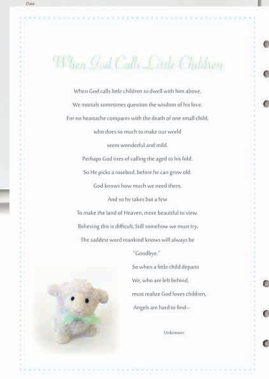 Date
When God Calls Little Children
When God calls little children to dwell with him above,
We mortals sometimes question the wisdom of his love.
For no heartache compares with the death of one small child,
who does so much to make our world
seem wonderful and mild.
Perhaps God tires of calling the aged to his fold,
So He picks a rosebud, before he can grow old.
God knows how much we need them.
And so he takes but a few
To make the land of Heaven, more beautiful to view.
Believing this is difficult, Still somehow we must try,
The saddest word mankind knows will always be
"Goodbye."
So when a little child departs
We, who are left behind,
must realize God loves children.
Angels are hard to find--
Unknown